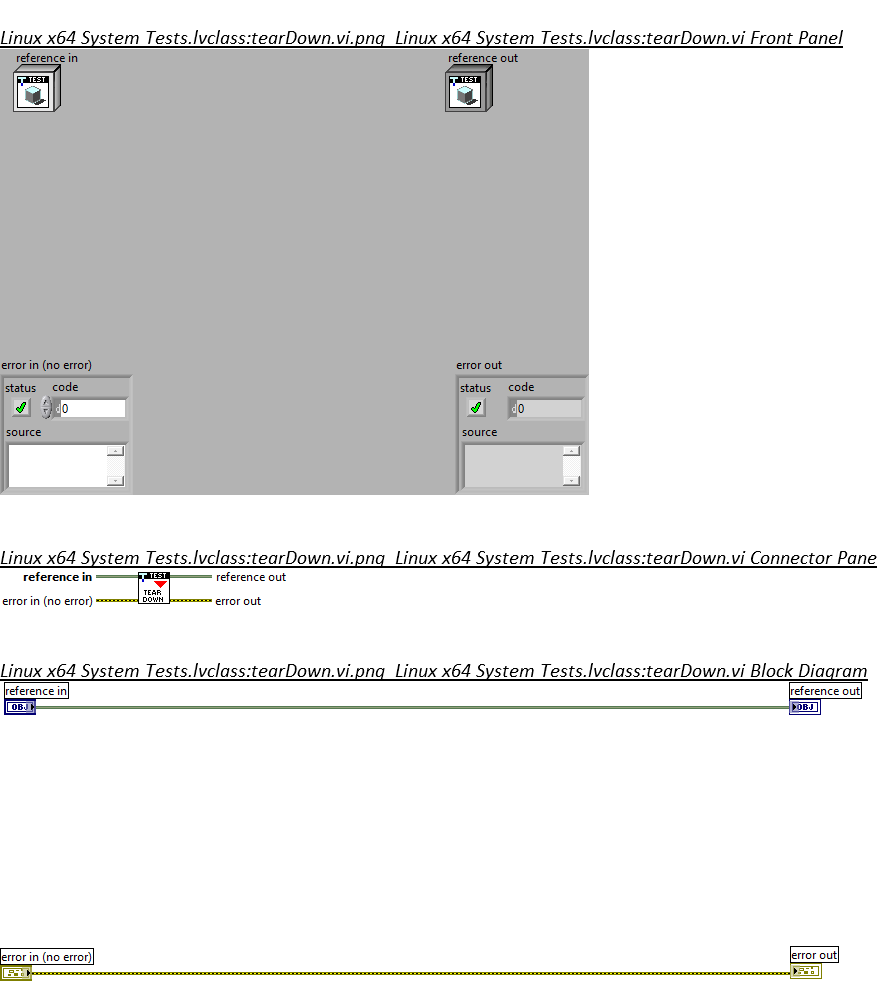 Linux x64 System Tests.lvclass:tearDown.vi.png Linux x64 System Tests.lvclass:tearDown.vi Front Panel
reference in reference out
TEST TEST
error in (no error) error out
status code status code
d 0 d 0
source source
Linux x64 System Tests.lvclass:tearDown.vi.png Linux x64 System Tests.lvclass:tearDown.vi Connector Pane
reference in TEST reference out
TEAR
error in (no error) DOWN error out
Linux x64 System Tests.lvclass:tearDown.vi.png Linux x64 System Tests.lvclass:tearDown.vi Block Diagram
reference in reference out
OBJ OBJ
error in (no error) error out